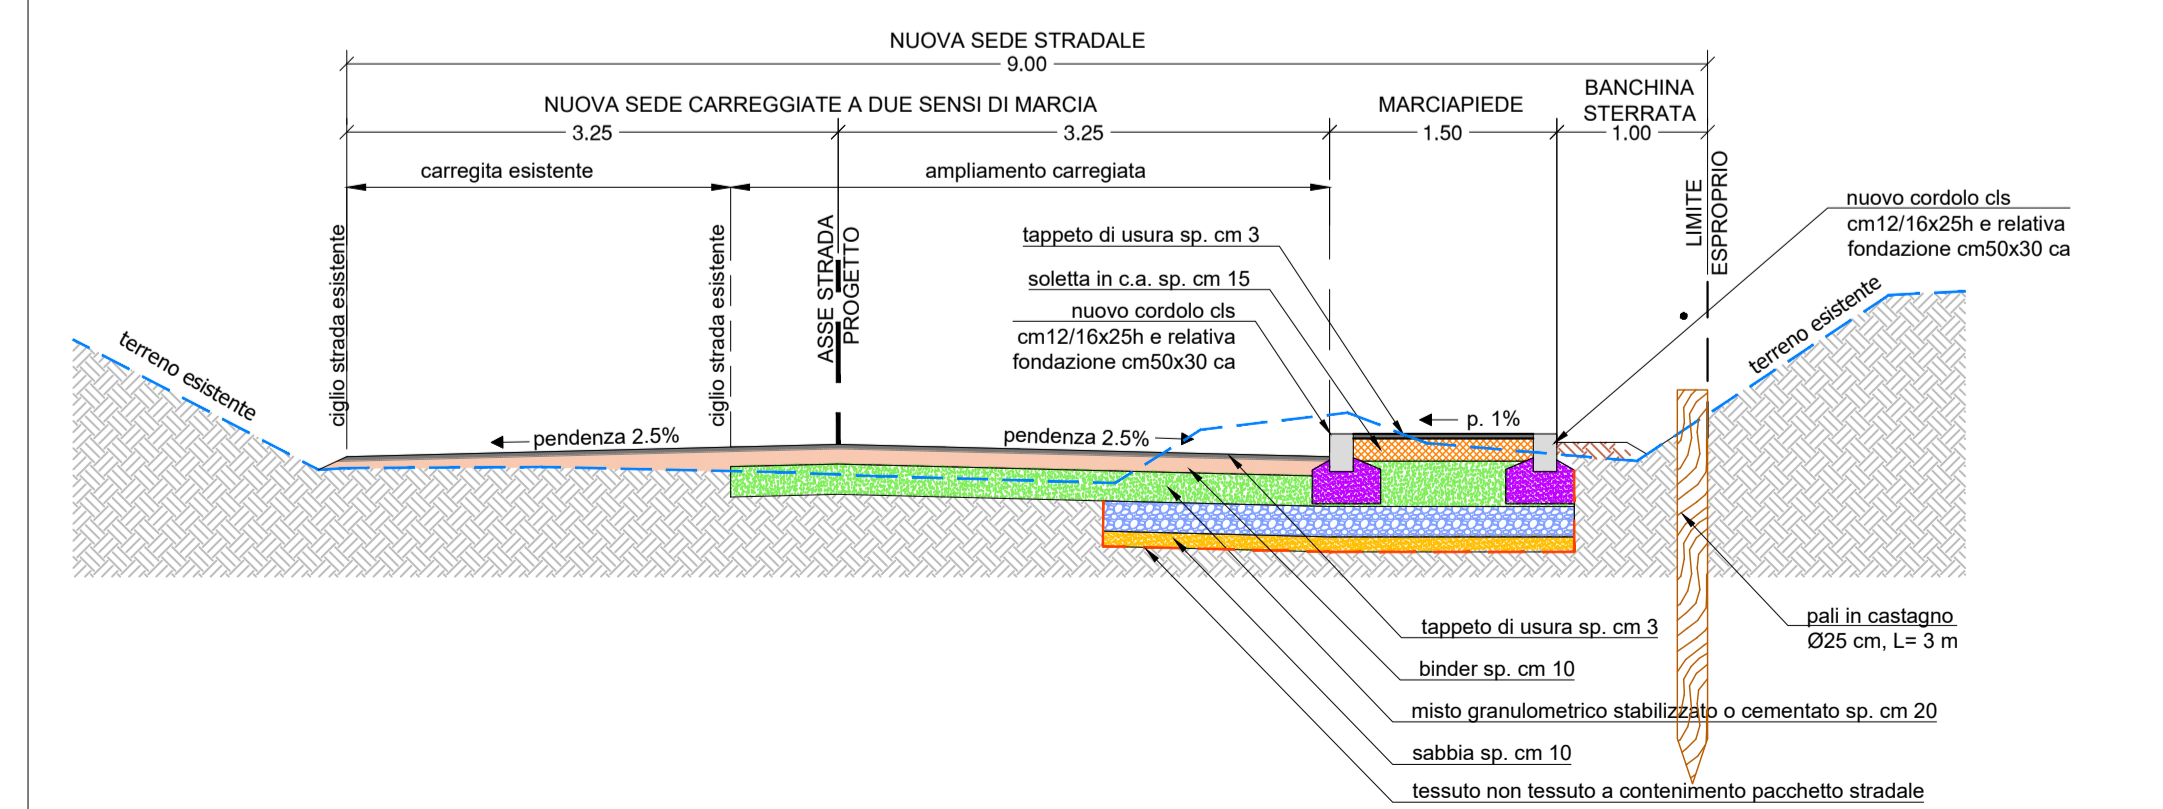 NUOVA SEDE STRADALE
9.00
NUOVA SEDE CARREGGIATE A DUE SENSI DI MARCIA
MARCIAPIEDE
BANCHINA
STERRATA
3.25
3.25
1.50
1.00
carregita esistente
ampliamento carregiata
ciglio strada esistente
ciglio strada esistente
ASSE STRADA
PROGETTO
LIMITE
ESPROPRIO
nuovo cordolo cls
cm12/16x25h e relativa
fondazione cm50x30 ca
tappeto di usura sp. cm 3
soletta in c.a. sp. cm 15
nuovo cordolo cls
cm12/16x25h e relativa
fondazione cm50x30 ca
terreno esistente
terreno esistente
pendenza 2.5%
pendenza 2.5%
p. 1%
pali in castagno
Ø25 cm, L= 3 m
tappeto di usura sp. cm 3
binder sp. cm 10
misto granulometrico stabilizzato o cementato sp. cm 20
sabbia sp. cm 10
tessuto non tessuto a contenimento pacchetto stradale